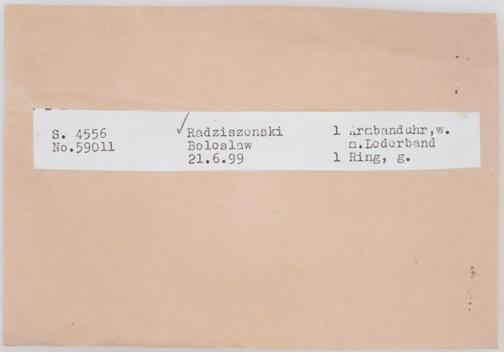 S. 4556 Radziszonski 1 Armbanduhr,w.
No.59011 Boleslaw m.Lederband
21.6.99 1 Ring, g.